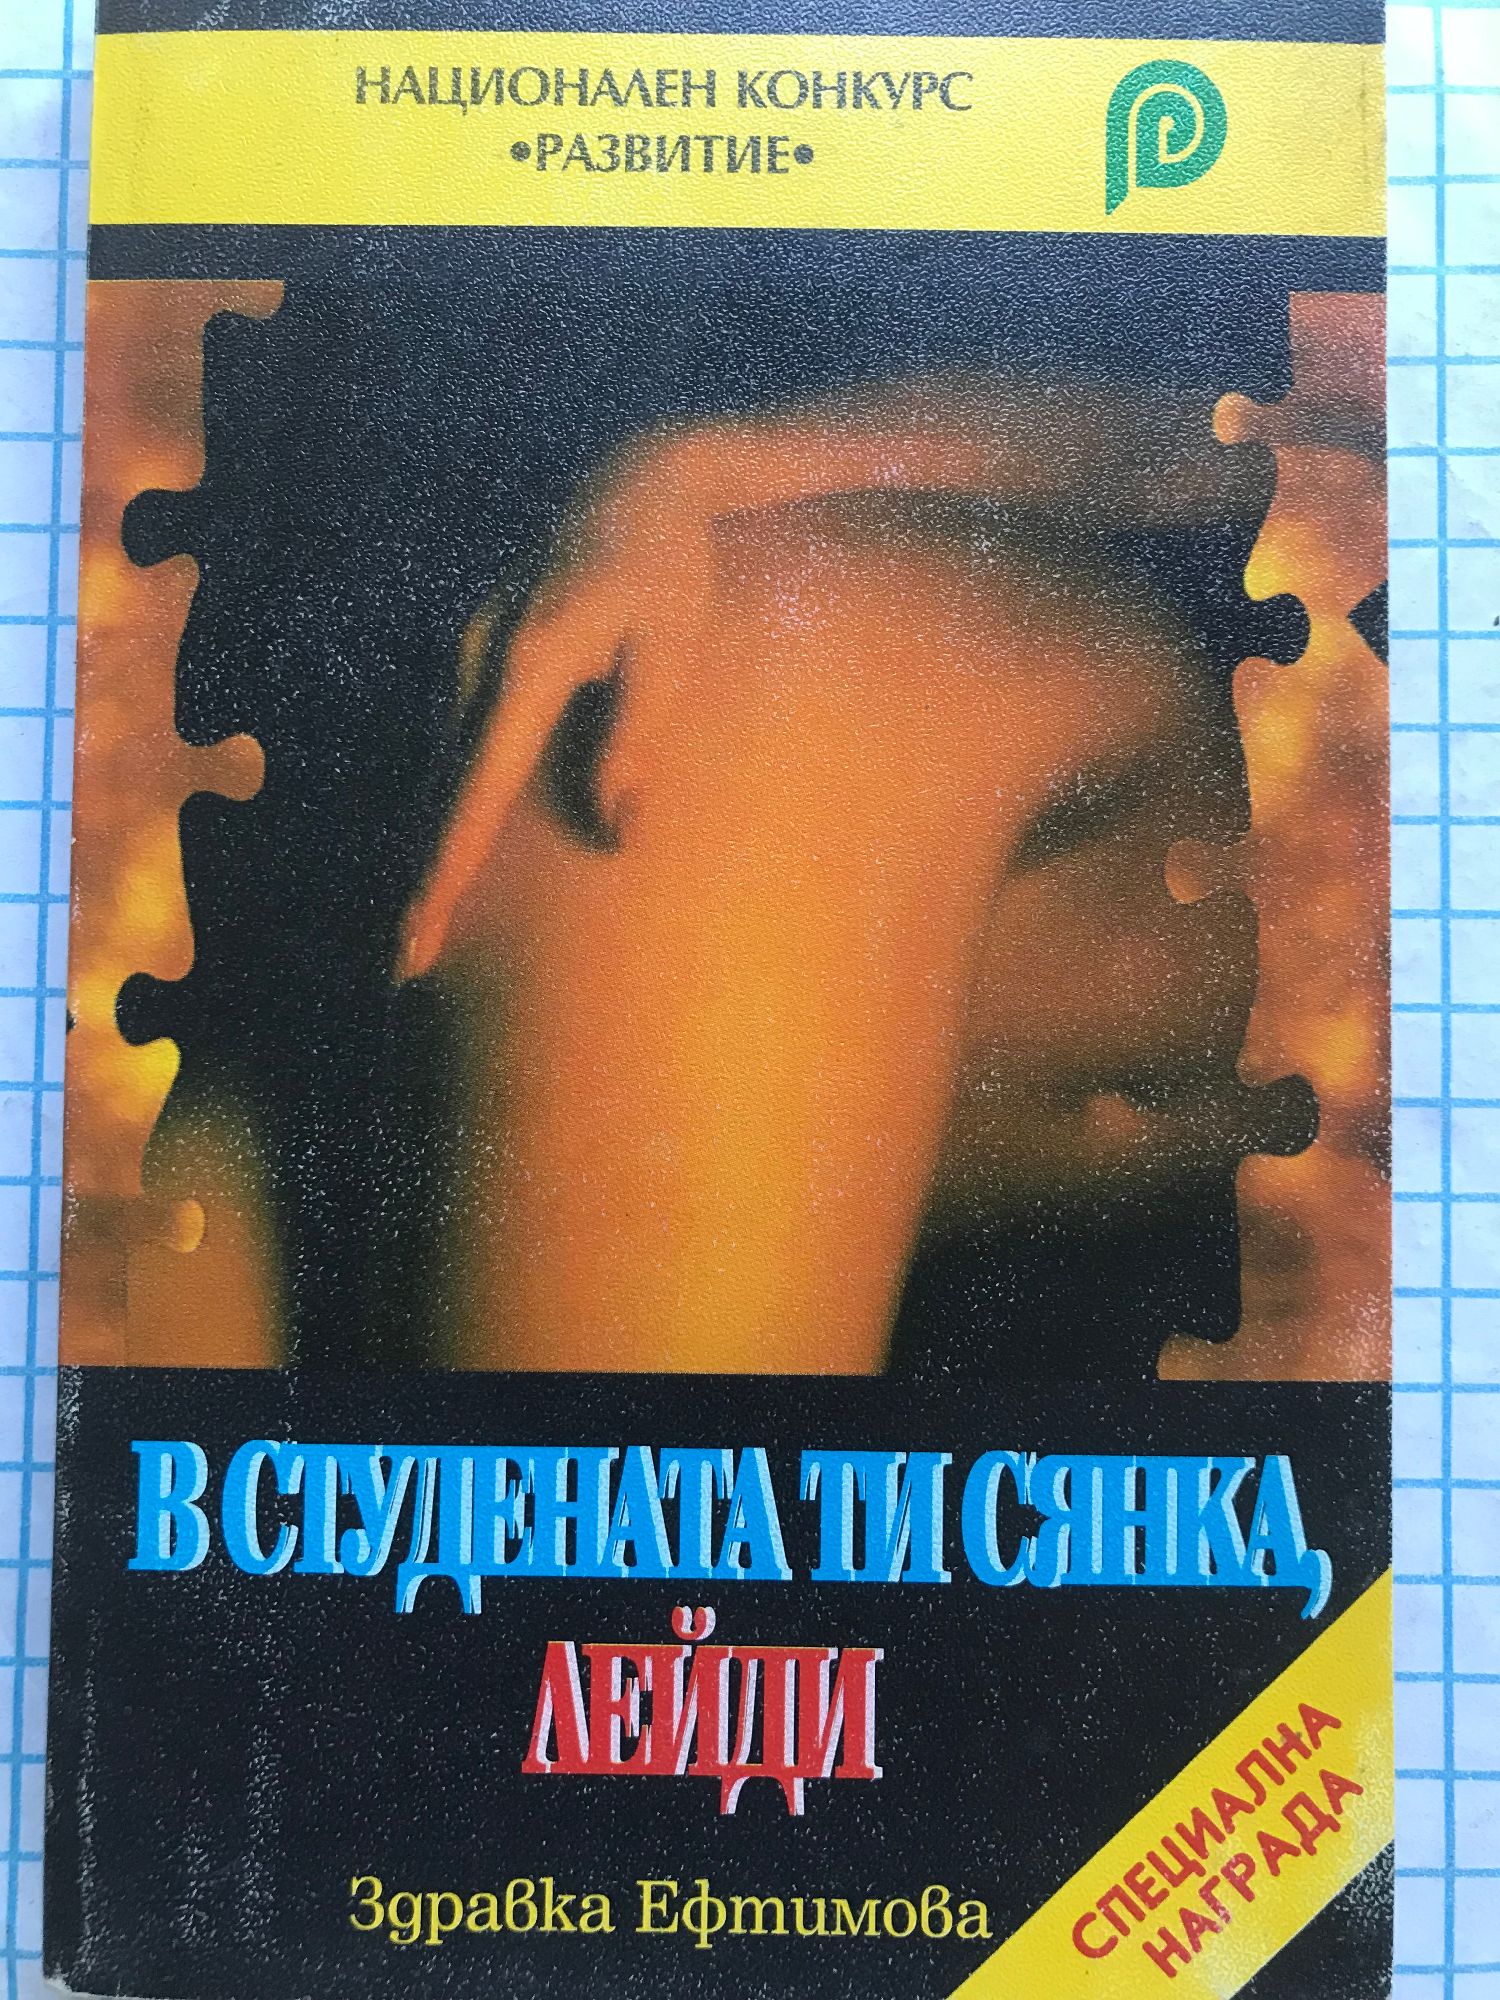 НАЦИОНАЛЕН КОНКУРС
•РАЗВИТИЕ•
В СТУДЕНАТА ТИ СЯНКА,
ЛЕЙДИ
Здравка Ефтимова
СПЕЦИАЛНА
НАГРАДА